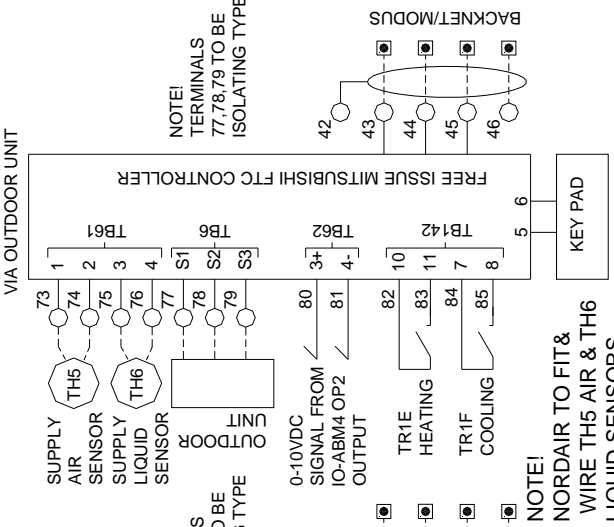 BACKNET/MODUS
NOTE!
TERMINALS
77,78,79 TO BE
ISOLATING TYPE
42
43
44
45
46
VIA OUTDOOR UNIT
FREE ISSUE MITSUBISHI FTC CONTROLLER
TB61
TB6
TB62
TB142
1
2
3
4
S1
S2
S3
3+
4-
10
11
7
8
5
6
KEY PAD
73
74
75
76
77
78
79
80
81
82
83
84
85
TH5
TH6
SUPPLY
AIR
SENSOR
SUPPLY
LIQUID
SENSOR
OUTDOOR
UNIT
0-10VDC
SIGNAL FROM
IO-ABM4 OP2
OUTPUT
TR1E
HEATING
TR1F
COOLING
TO BE
TYPE
NOTE!
NORDAIR TO FIT&
WIRE TH5 AIR & TH6
LIQUID SENSORS